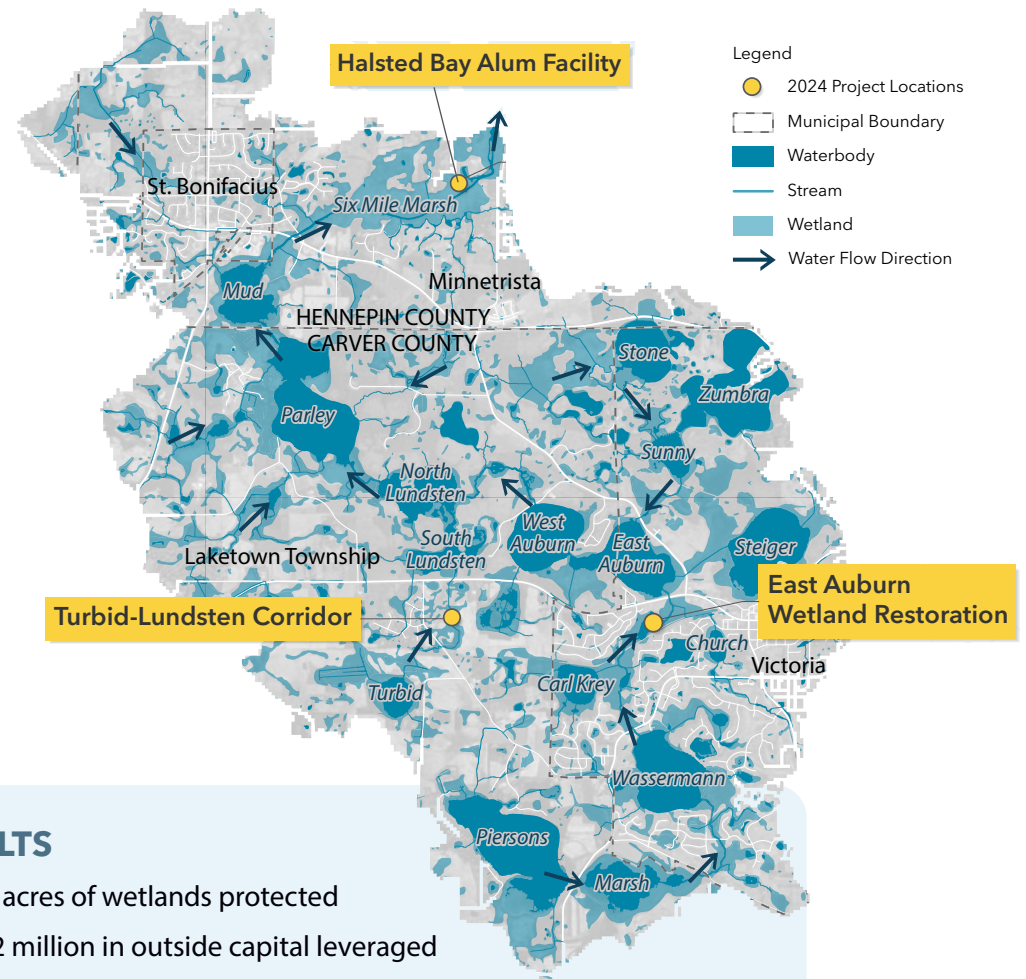 Halsted Bay Alum Facility
Legend
2024 Project Locations
Municipal Boundary
Waterbody
Stream
Wetland
Water Flow Direction
St. Bonifacius
Six Mile Marsh
Mud
Minnetrista
HENNEPIN COUNTY
CARVER COUNTY
Stone
Zumbra
Parley
Sunny
North
Lundsten
South
Lundsten
West
Auburn
East
Auburn
Steiger
Laketown Township
East Auburn
Wetland Restoration
Turbid-Lundsten Corridor
Church
Victoria
Carl Krey
Turbid
Wassermann
Piersons
Marsh
LTS
acres of wetlands protected
2 million in outside capital leveraged